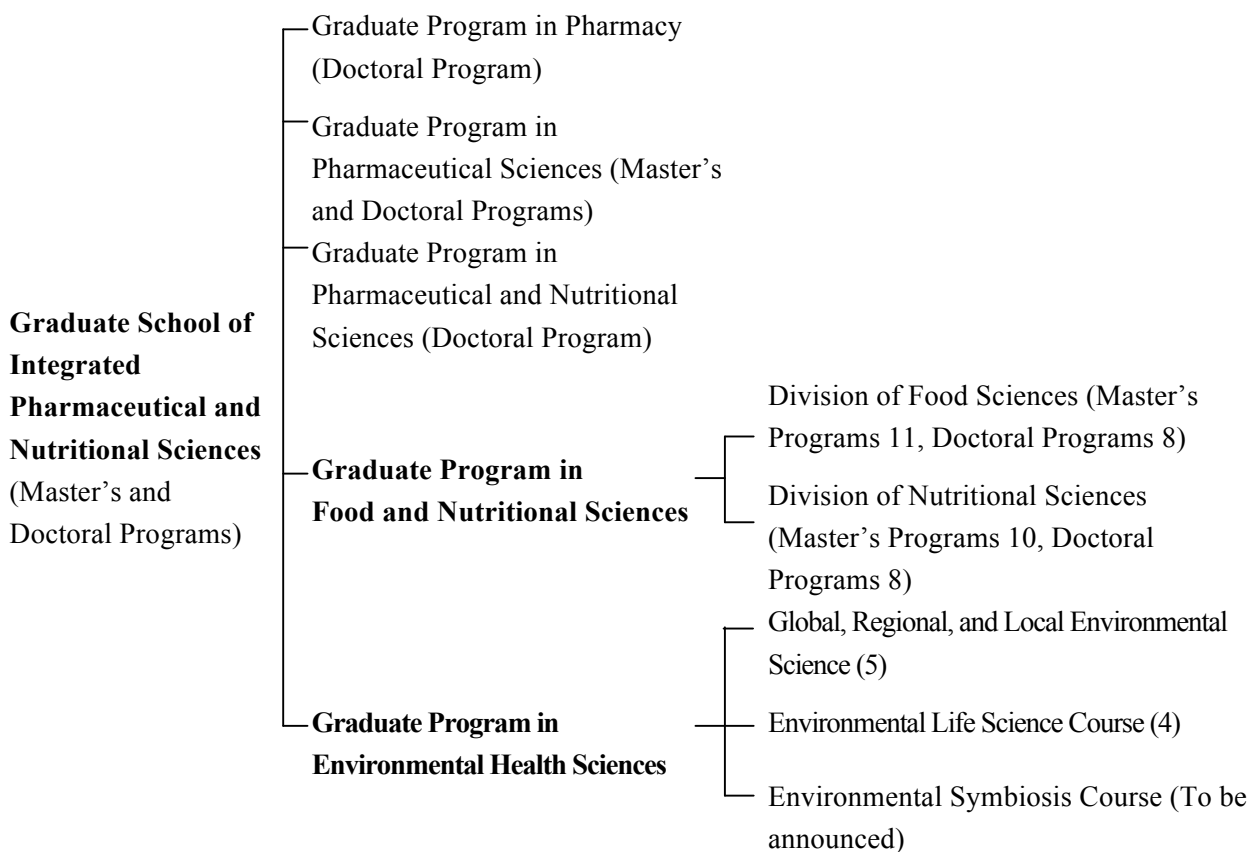 Graduate School of
Integrated
Pharmaceutical and
Nutritional Sciences
(Master's and
Doctoral Programs)
Graduate Program in Pharmacy
(Doctoral Program)
Graduate Program in
Pharmaceutical Sciences (Master's
and Doctoral Programs)
Graduate Program in
Pharmaceutical and Nutritional
Sciences (Doctoral Program)
Graduate Program in
Food and Nutritional Sciences
Division of Food Sciences (Master's
Programs 11, Doctoral Programs 8)
Division of Nutritional Sciences
(Master's Programs 10, Doctoral
Programs 8)
Graduate Program in
Environmental Health Sciences
Global, Regional, and Local Environmental
Science (5)
Environmental Life Science Course (4)
Environmental Symbiosis Course (To be
announced)